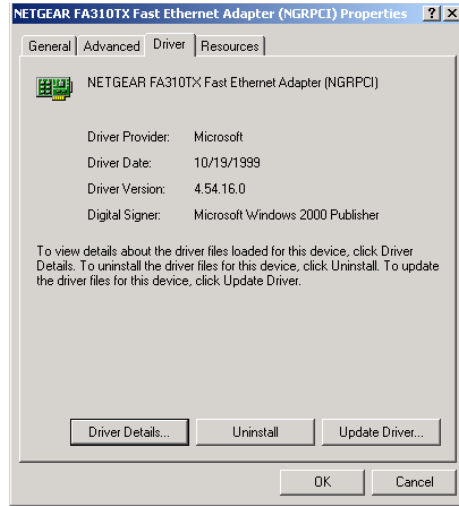 NETGEAR FA310TX Fast Ethernet Adapter (NGRPCI) Properties ? X
General Advanced Driver Resources
NETGEAR FA310TX Fast Ethernet Adapter (NGRPCI)
Driver Provider: Microsoft
Driver Date: 10/19/1999
Driver Version: 4.54.16.0
Digital Signer: Microsoft Windows 2000 Publisher
To view details about the driver files loaded for this device, click Driver
Details. To uninstall the driver files for this device, click Uninstall. To update
the driver files for this device, click Update Driver.
Driver Details... Uninstall Update Driver...
OK Cancel